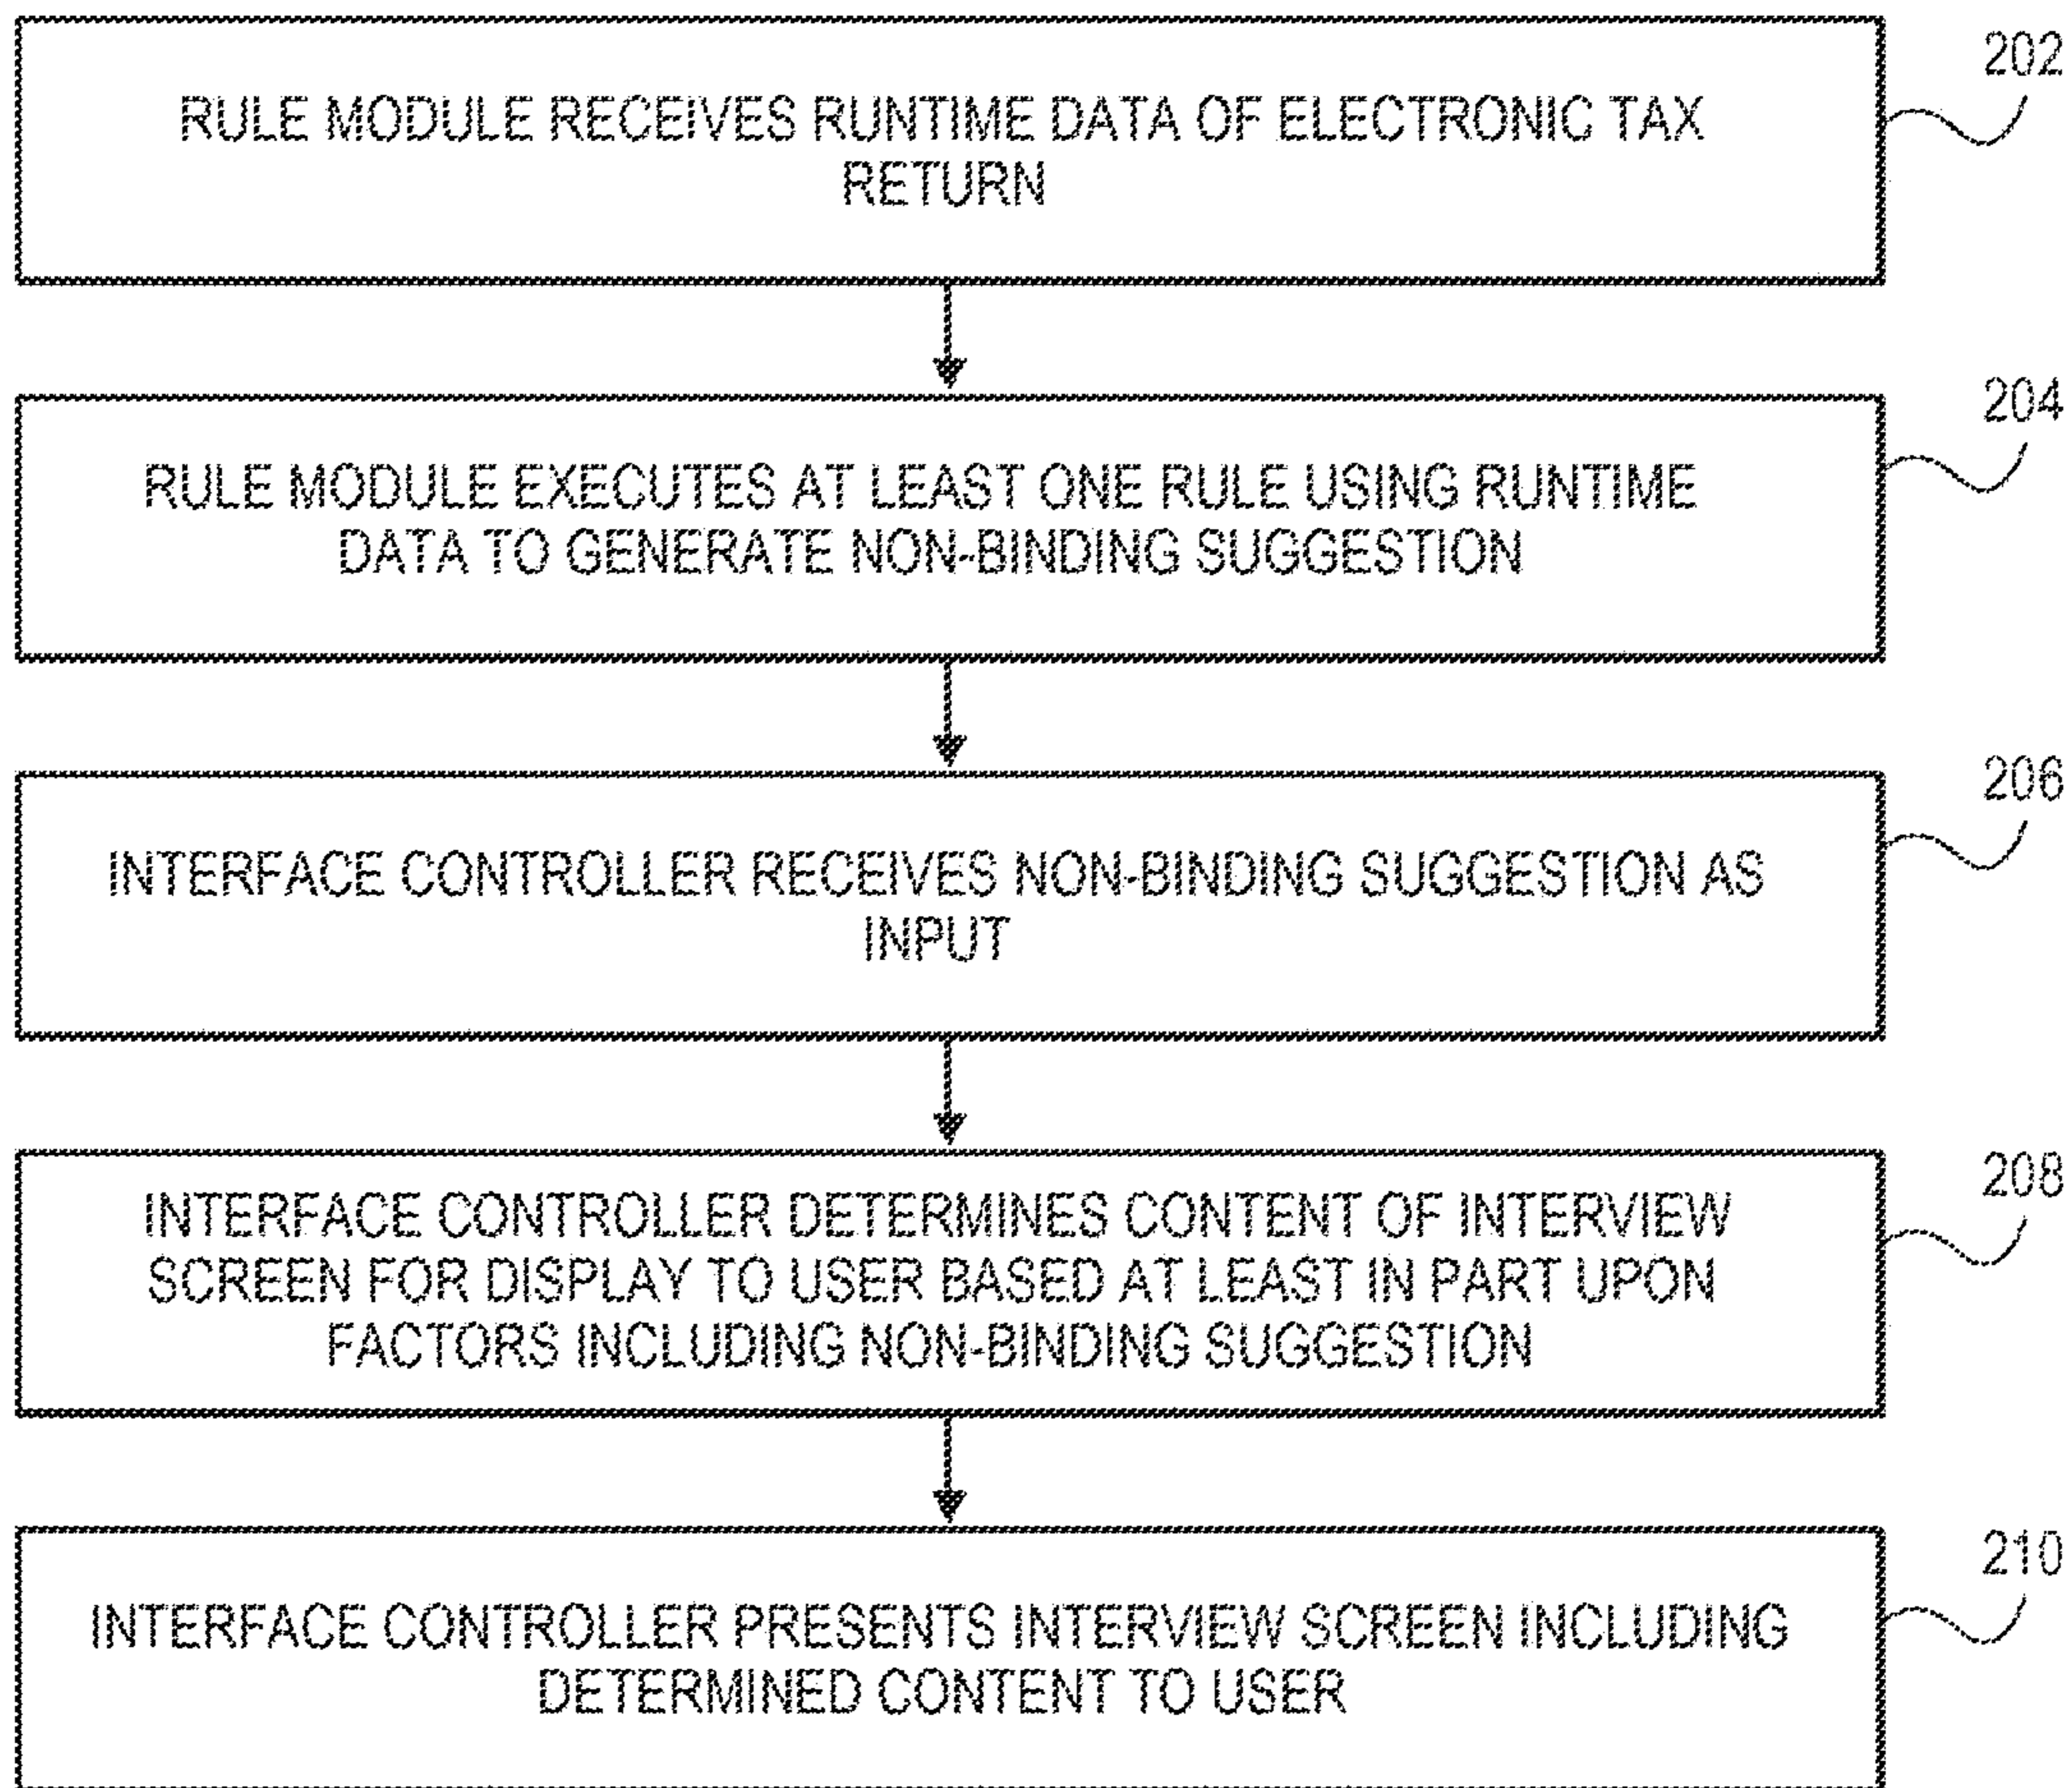 202
RULE MODULE RECEIVES RUNTIME DATA OF ELECTRONIC TAX
RETURN
204
RULE MODULE EXECUTES AT LEAST ONE RULE USING RUNTIME
DATA TO GENERATE NON-BINDING SUGGESTION
206
INTERFACE CONTROLLER RECEIVES NON-BINDING SUGGESTION AS
INPUT
208
INTERFACE CONTROLLER DETERMINES CONTENT OF INTERVIEW
SCREEN FOR DISPLAY TO USER BASED AT LEAST IN PART UPON
FACTORS INCLUDING NON-BINDING SUGGESTION
210
INTERFACE CONTROLLER PRESENTS INTERVIEW SCREEN INCLUDING
DETERMINED CONTENT TO USER